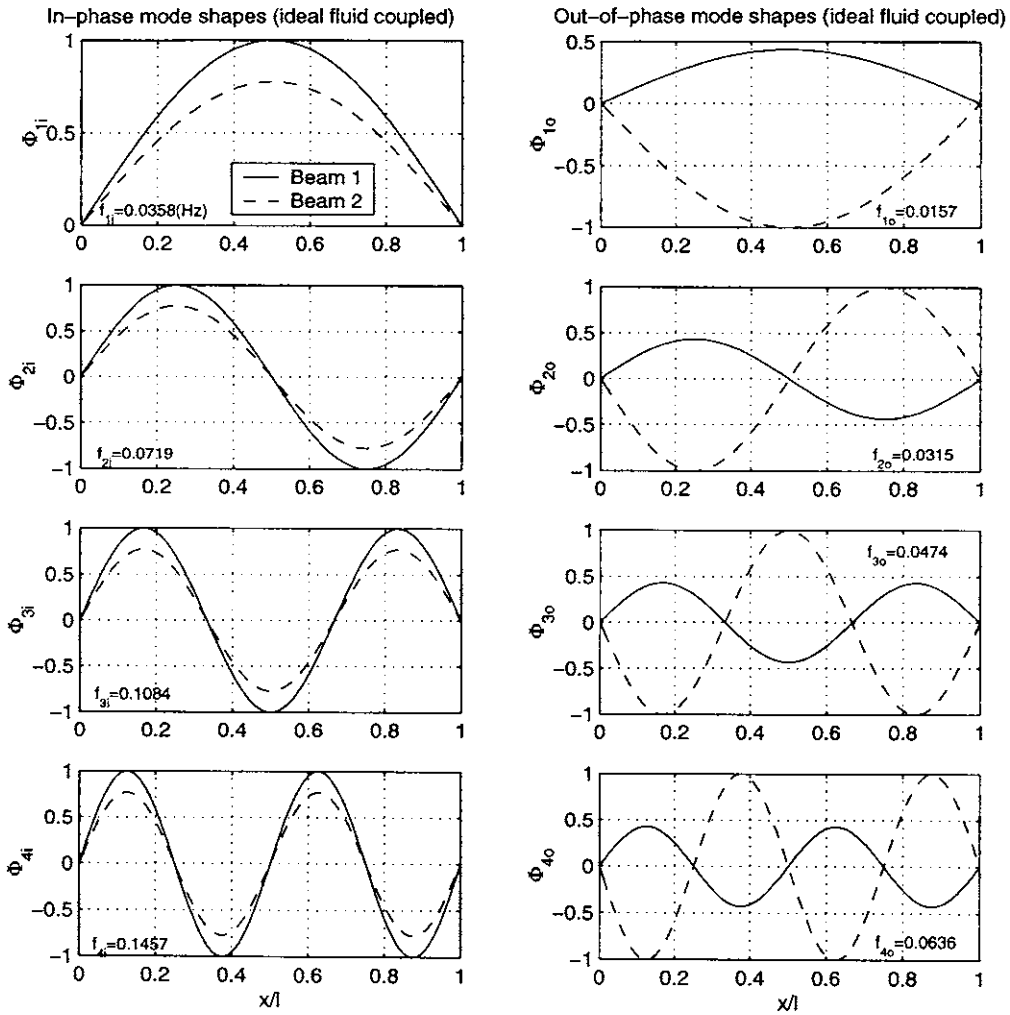 In-phase mode shapes (ideal fluid coupled)
1
0.5
0
Φ1i
Beam 1
Beam 2
f1i=0.0358(Hz)
0 0.2 0.4 0.6 0.8 1
1
0.5
0
−0.5
−1
Φ2i
f2i=0.0719
0 0.2 0.4 0.6 0.8 1
1
0.5
0
−0.5
−1
Φ3i
f3i=0.1084
0 0.2 0.4 0.6 0.8 1
1
0.5
0
−0.5
−1
Φ4i
f4i=0.1457
0 0.2 0.4 0.6 0.8 1
x/l
Out-of-phase mode shapes (ideal fluid coupled)
0.5
0
−0.5
−1
Φ1o
f1o=0.0157
0 0.2 0.4 0.6 0.8 1
1
0.5
0
−0.5
−1
Φ2o
f2o=0.0315
0 0.2 0.4 0.6 0.8 1
1
0.5
0
−0.5
−1
Φ3o
f3o=0.0474
0 0.2 0.4 0.6 0.8 1
1
0.5
0
−0.5
−1
Φ4o
f4o=0.0636
0 0.2 0.4 0.6 0.8 1
x/l